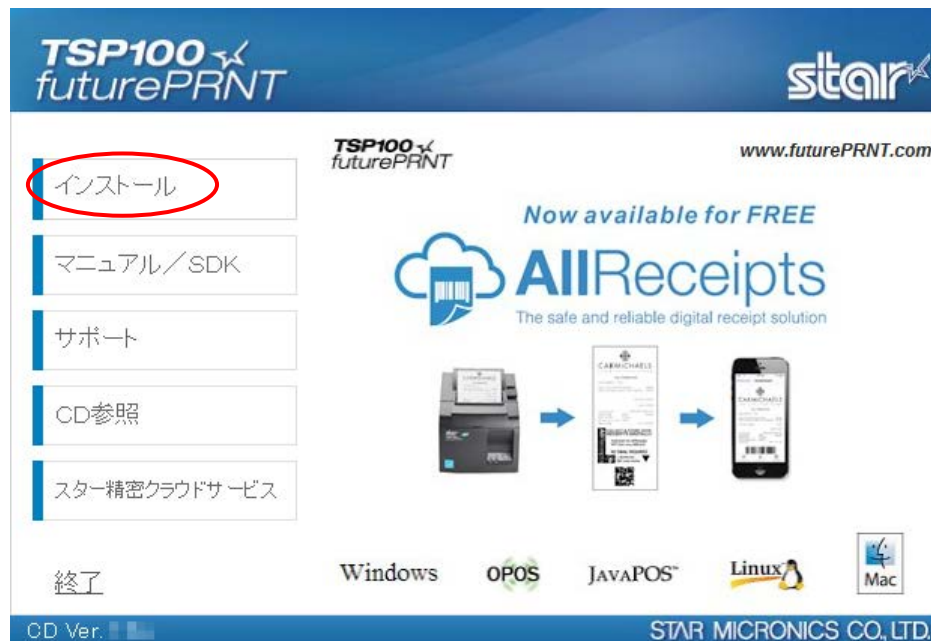 TSP100
futurePRNT
star
インストール
マニュアル／SDK
サポート
CD参照
スター精密クラウドサービス
終了
TSP100
futurePRNT
www.futurePRNT.com
Now available for FREE
AllReceipts
The safe and reliable digital receipt solution
CARMICHAELS
Windows
OPOS
JAVAPOS™
Linux
Mac
CD Ver.
STAR MICRONICS CO., LTD.